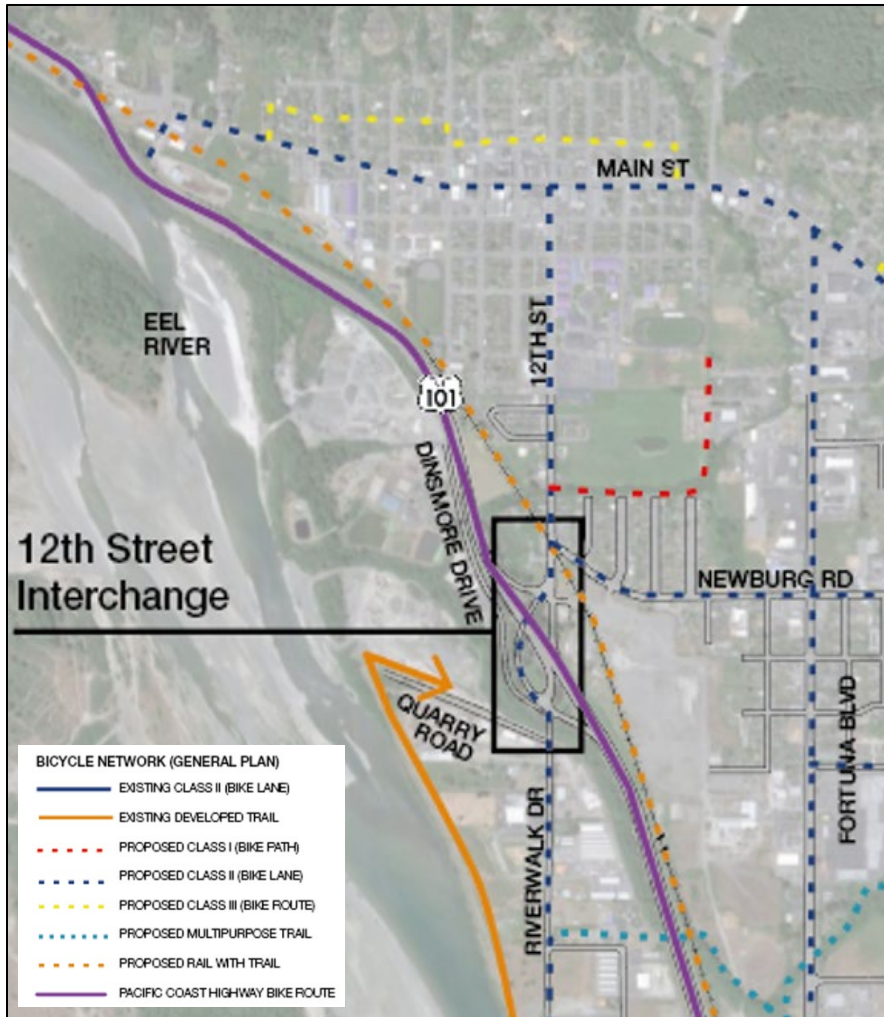 MAIN ST
EEL
RIVER
12TH ST
101
DINSMORE DRIVE
12th Street
Interchange
NEWBURG RD
QUARRY
ROAD
FORTUNA BLVD
RIVERWALK DR
BICYCLE NETWORK (GENERAL PLAN)
EXISTING CLASS II (BIKE LANE)
EXISTING DEVELOPED TRAIL
PROPOSED CLASS I (BIKE PATH)
PROPOSED CLASS II (BIKE LANE)
PROPOSED CLASS III (BIKE ROUTE)
PROPOSED MULTIPURPOSE TRAIL
PROPOSED RAIL WITH TRAIL
PACIFIC COAST HIGHWAY BIKE ROUTE